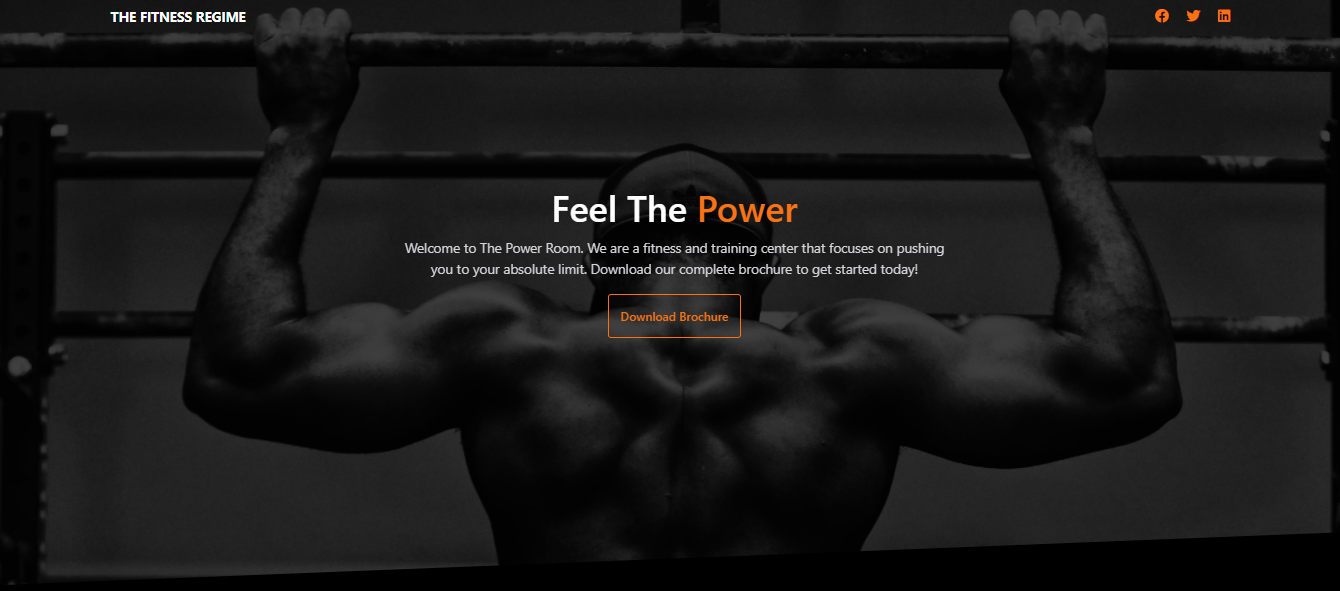 THE FITNESS REGIME
Feel The Power
Welcome to The Power Room. We are a fitness and training center that focuses on pushing
you to your absolute limit. Download our complete brochure to get started today!
Download Brochure